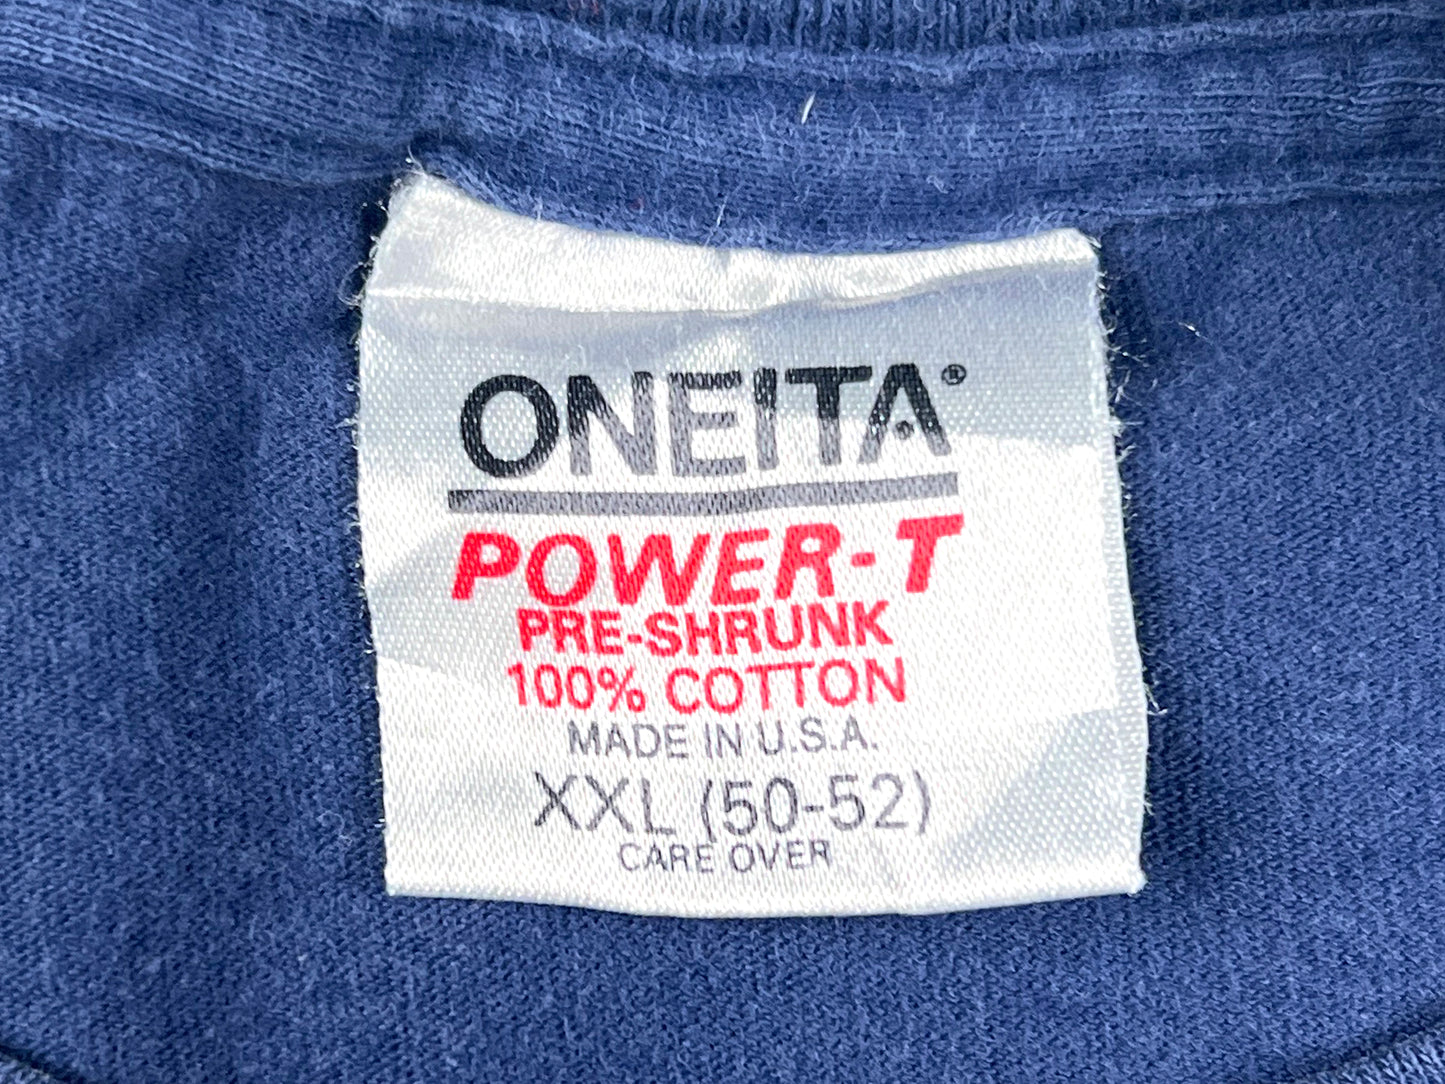 ONEITA®
POWER-T
PRE-SHRUNK
100% COTTON
MADE IN U.S.A.
XXL (50-52)
CARE OVER